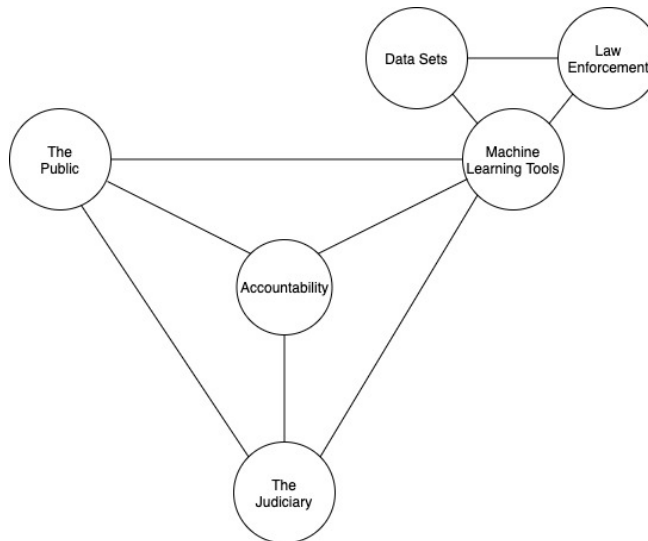 Data Sets
Law
Enforcement
The
Public
Machine
Learning Tools
Accountability
The
Judiciary